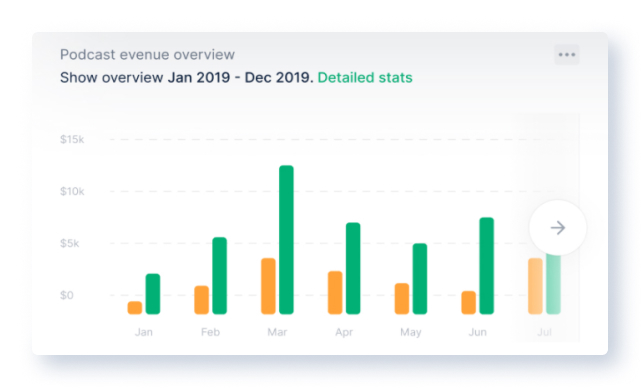 Podcast evenue overview
Show overview Jan 2019 - Dec 2019. Detailed stats
$15k
$10k
$5k
$0
Jan Feb Mar Apr May Jun Jul